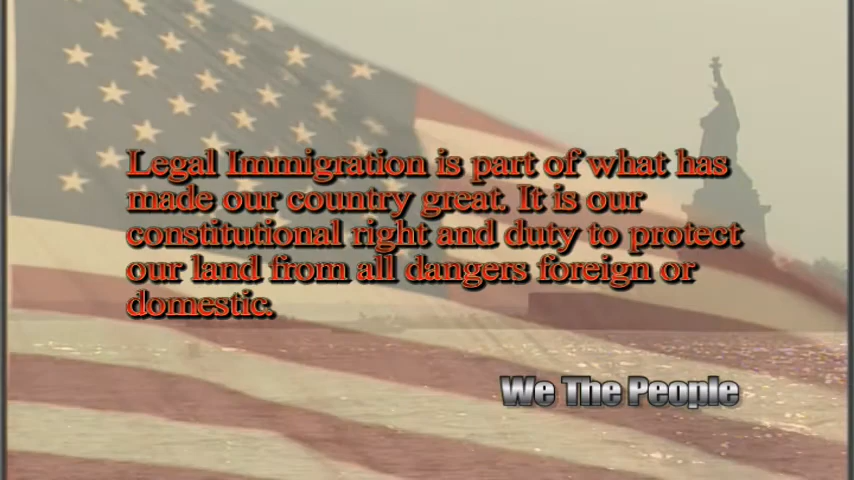 Legal Immigration is part of what has
made our country great. It is our
constitutional right and duty to protect
our land from all dangers foreign or
domestic.
We The People